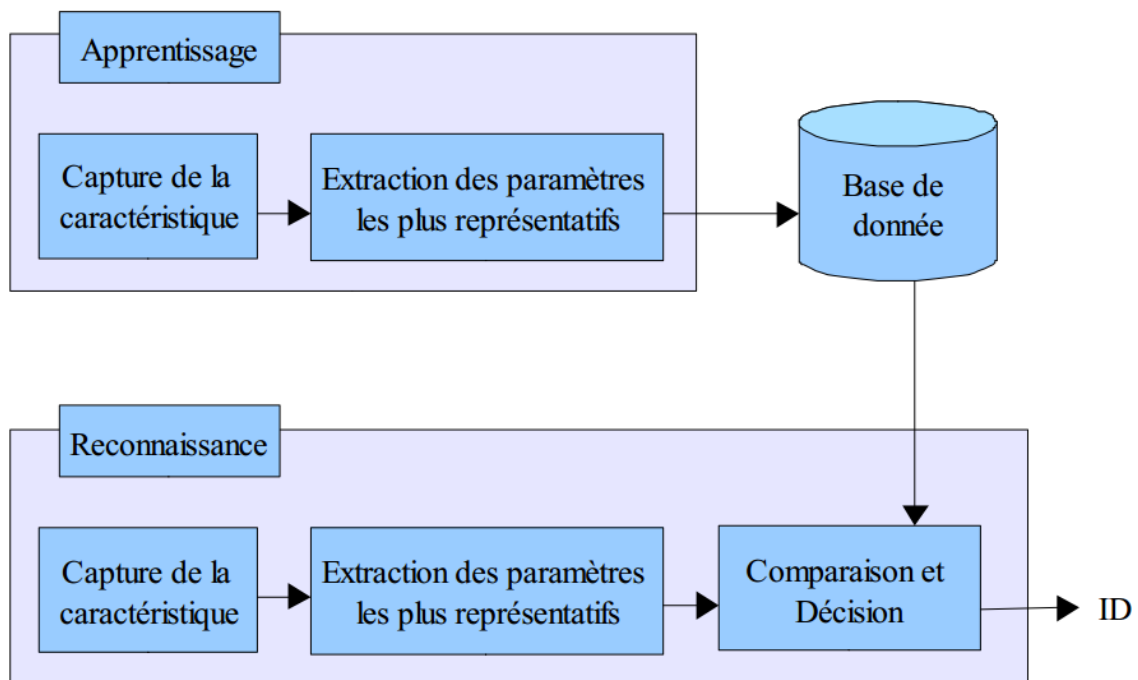 Apprentissage
Capture de la
caractéristique
Extraction des paramètres
les plus représentatifs
Base de
donnée
Reconnaissance
Capture de la
caractéristique
Extraction des paramètres
les plus représentatifs
Comparaison et
Décision
ID